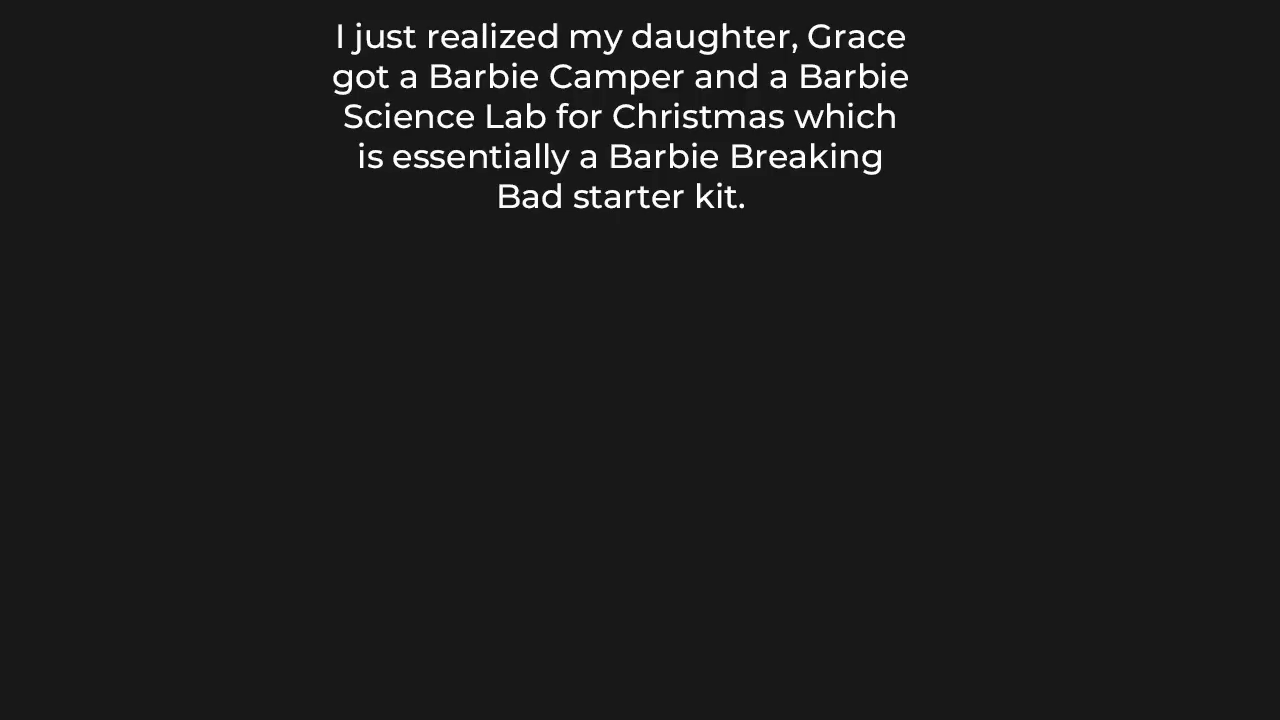 I just realized my daughter, Grace
got a Barbie Camper and a Barbie
Science Lab for Christmas which
is essentially a Barbie Breaking
Bad starter kit.